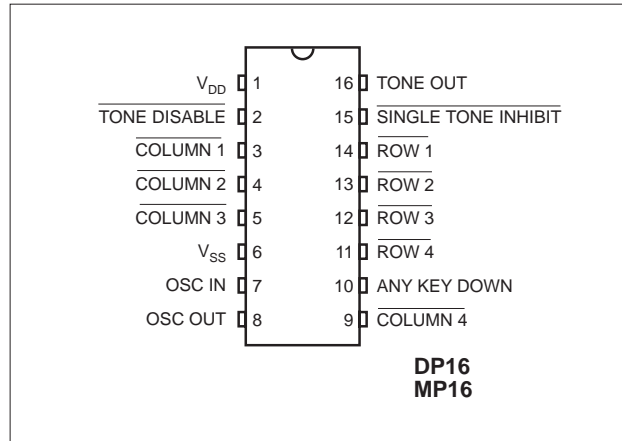 V_DD 1 16 TONE OUT
TONE DISABLE 2 15 SINGLE TONE INHIBIT
COLUMN 1 3 14 ROW 1
COLUMN 2 4 13 ROW 2
COLUMN 3 5 12 ROW 3
V_SS 6 11 ROW 4
OSC IN 7 10 ANY KEY DOWN
OSC OUT 8 9 COLUMN 4
DP16
MP16